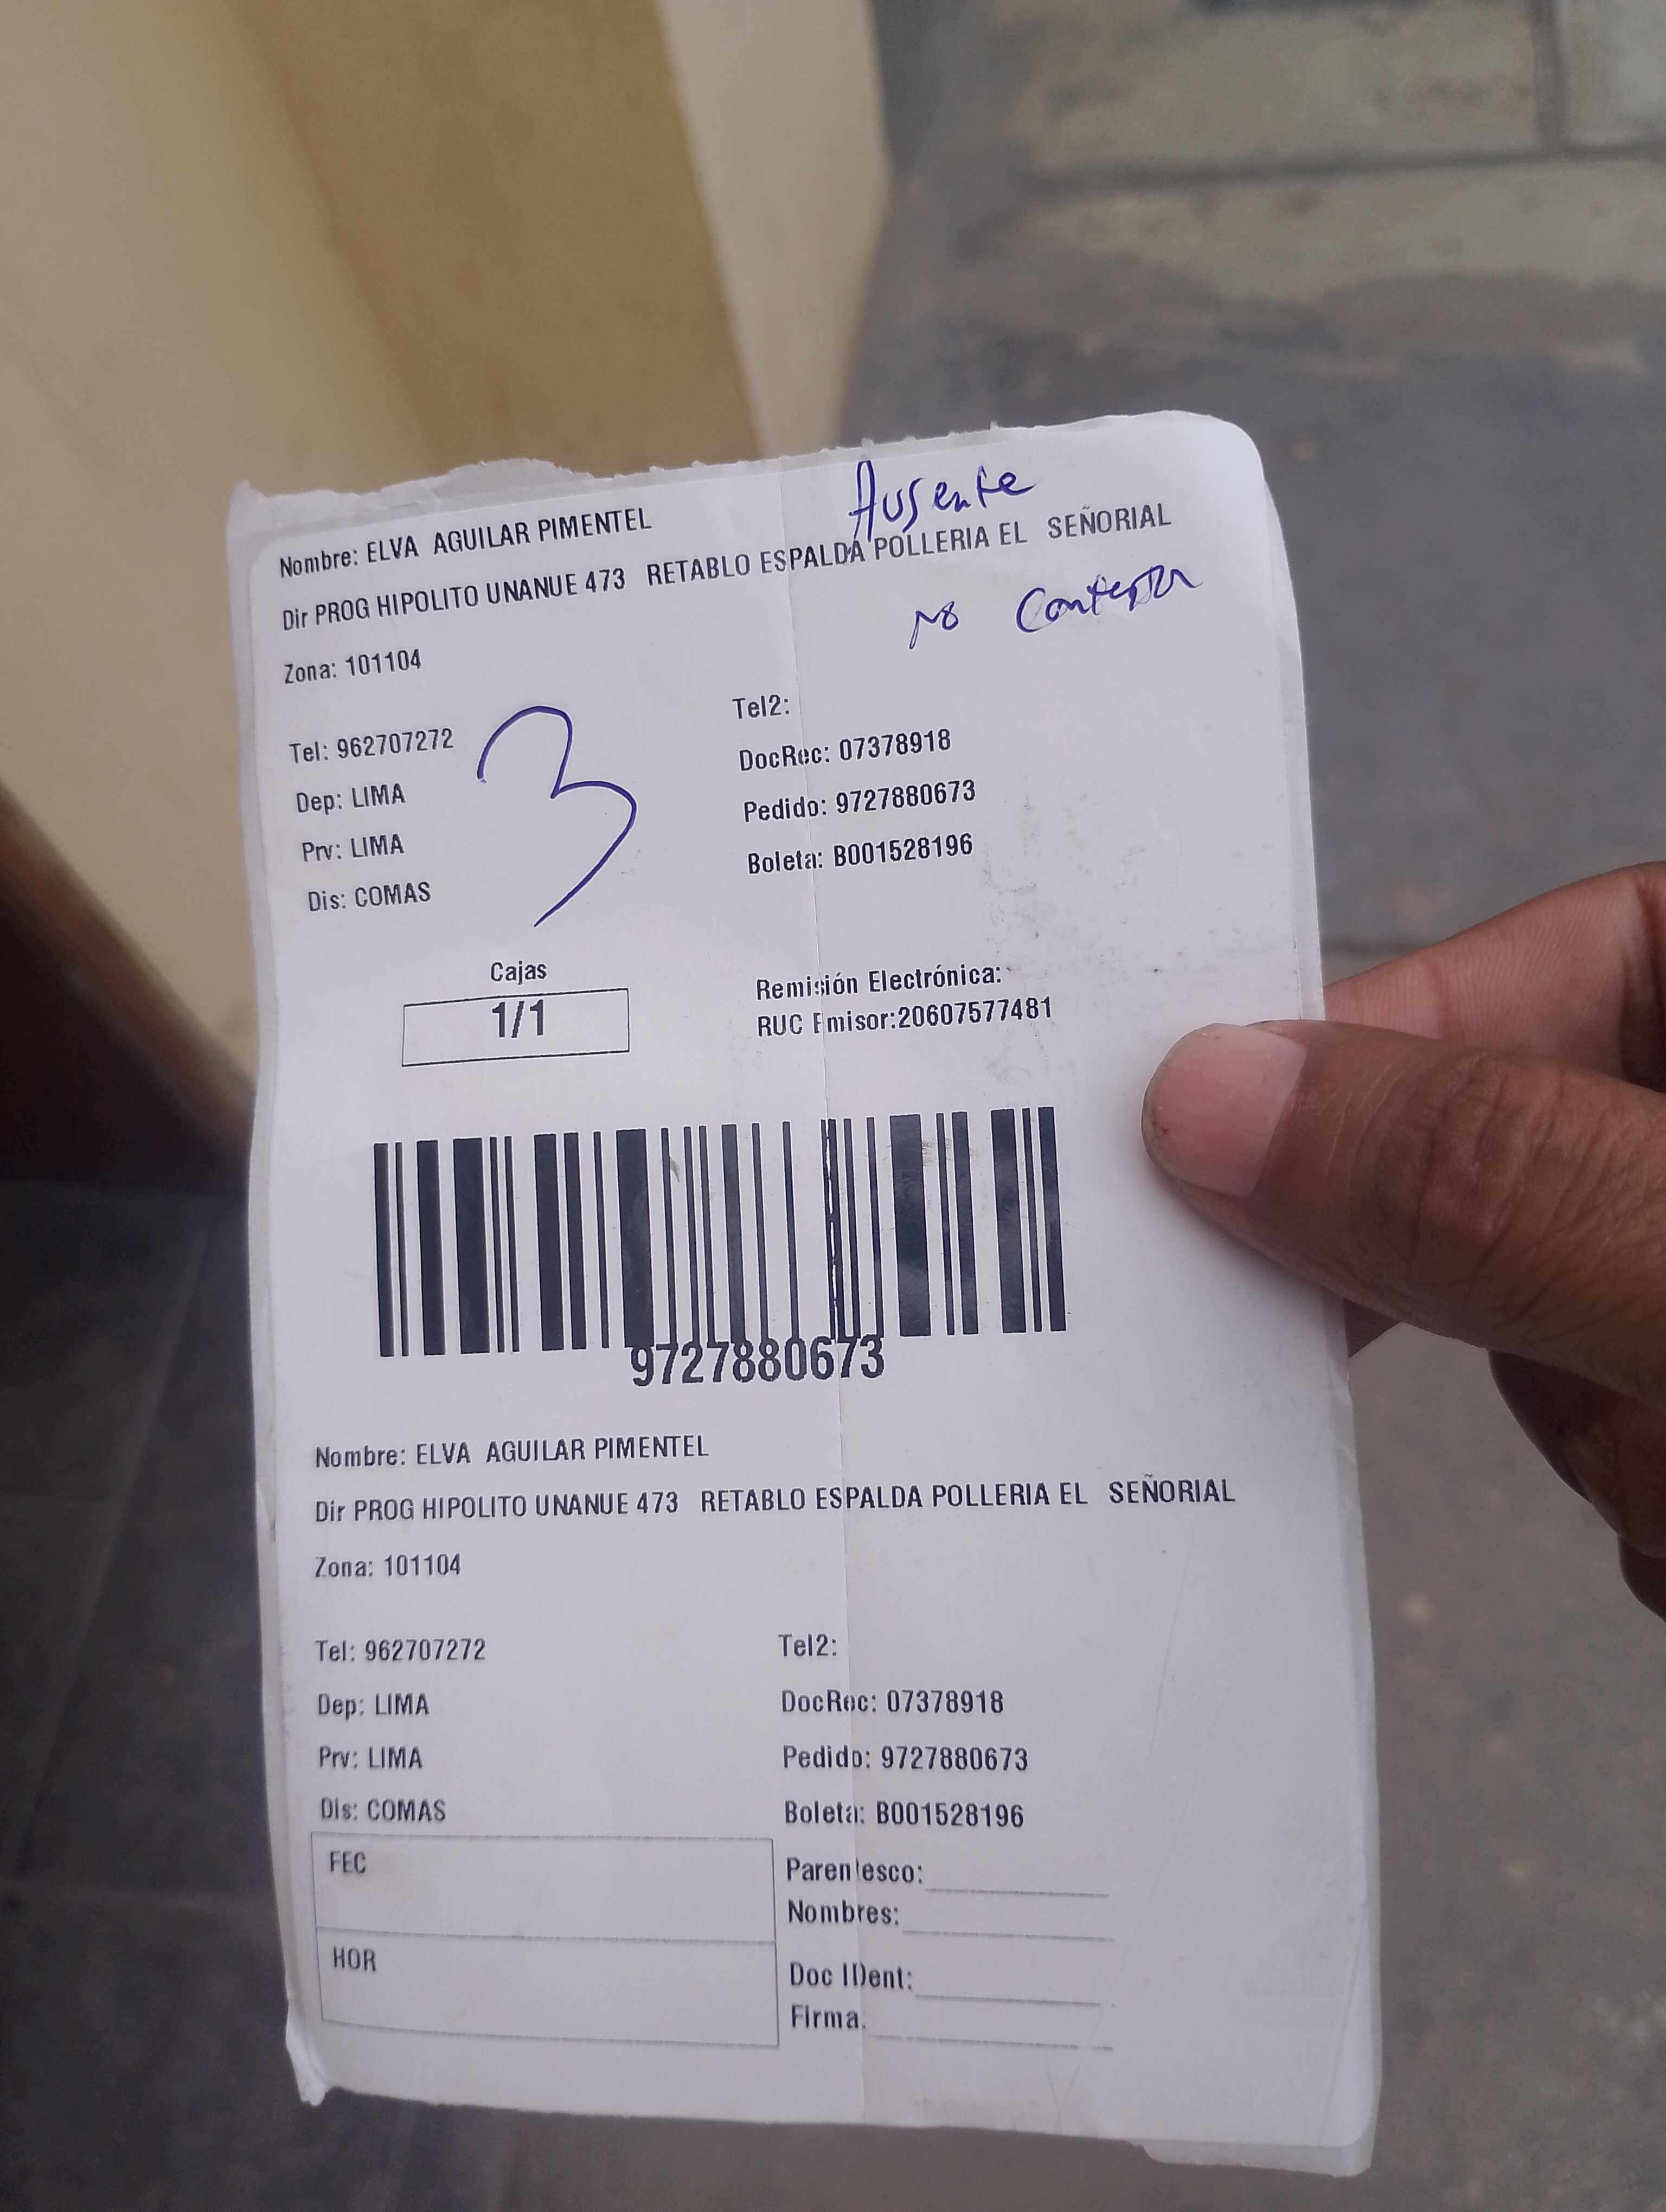 Ausente
Nombre: ELVA AGUILAR PIMENTEL
Dir PROG HIPOLITO UNANUE 473 RETABLO ESPALDA POLLERIA EL SEÑORIAL
No Contesta
Zona: 101104
Tel: 962707272
Tel2:
3
Dep: LIMA
DocRec: 07378918
Prv: LIMA
Pedido: 9727880673
Dis: COMAS
Boleta: B001528196
Cajas
1/1
Remisión Electrónica:
RUC Emisor:20607577481
9727880673
Nombre: ELVA AGUILAR PIMENTEL
Dir PROG HIPOLITO UNANUE 473 RETABLO ESPALDA POLLERIA EL SEÑORIAL
Zona: 101104
Tel: 962707272
Tel2:
Dep: LIMA
DocRec: 07378918
Prv: LIMA
Pedido: 9727880673
Dis: COMAS
Boleta: B001528196
FEC
HOR
Parentesco:
Nombres:
Doc IDent:
Firma: